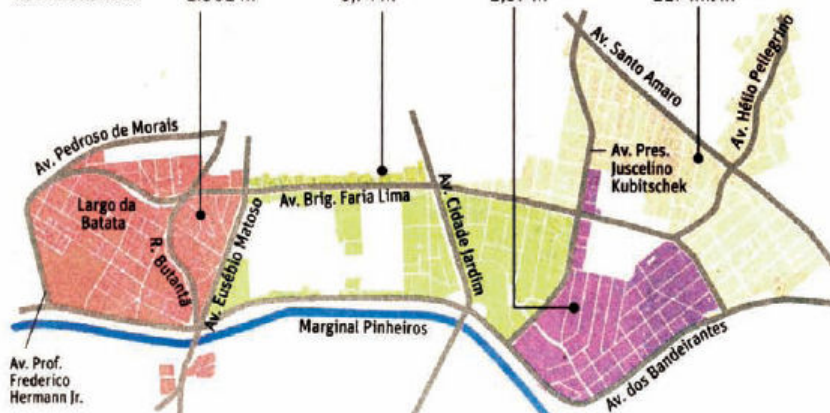 Av. Santo Amaro
Av. Hélio Pellegrino
Av. Pedroso de Morais
Av. Pres.
Juscelino
Kubitschek
Largo da
Batata
Av. Brig. Faria Lima
Av. Cidade Jardim
R. Butantã
Av. Eusébio Matoso
Marginal Pinheiros
Av. dos Bandeirantes
Av. Prof.
Frederico
Hermann Jr.